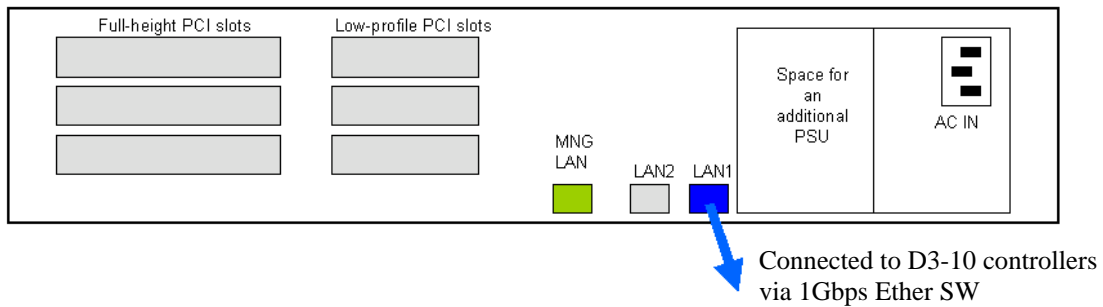 Full-height PCI slots
Low-profile PCI slots
Space for
an
additional
PSU
AC IN
MNG
LAN
LAN2
LAN1
Connected to D3-10 controllers
via 1Gbps Ether SW